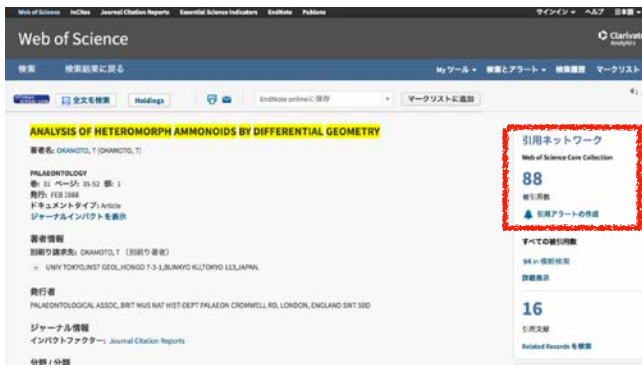 Web of Science InCites Journal Citation Reports Essential Science Indicators EndNote Publons サインイン ヘルプ 日本語
Web of Science
Clarivate
Analytics
検索 検索結果に戻る My ツール 検索とアラート 検索履歴 マークリスト
全文を検索 Holdings EndNote onlineに保存 マークリストに追加
ANALYSIS OF HETEROMORPH AMMONOIDS BY DIFFERENTIAL GEOMETRY
著者名: OKAMOTO, T (OKAMOTO, T)
PALAEONTOLOGY
巻: 31 ページ: 35-52 部: 1
発行: FEB 1988
ドキュメントタイプ: Article
ジャーナルインパクトを表示
著者情報
別刷り請求先: OKAMOTO, T (別刷り著者)
UNIV TOKYO,INST GEOL,HONGO 7-3-1,BUNKYO KU,TOKYO 113,JAPAN.
発行者
PALAEONTOLOGICAL ASSOC, BRIT MUS NAT HIST-DEPT PALAEON CROMWELL RD, LONDON, ENGLAND SW7 5BD
ジャーナル情報
インパクトファクター: Journal Citation Reports
分野 / 分類
引用ネットワーク
Web of Science Core Collection
88
被引用数
引用アラートの作成
すべての被引用数
94 in 横断検索
詳細表示
16
引用文献
Related Records を検索